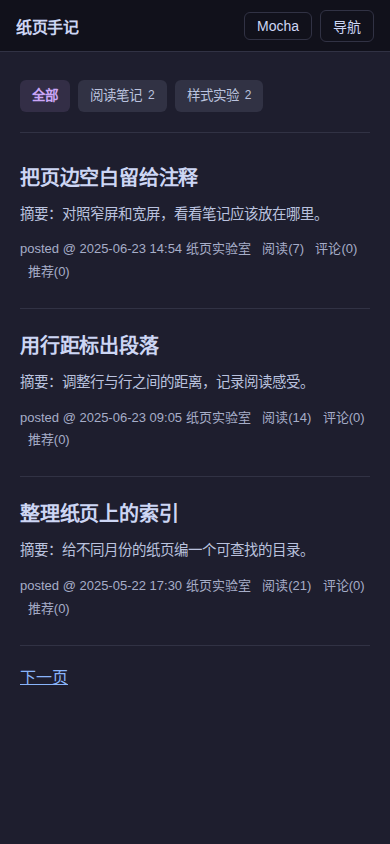 纸页手记
Mocha
导航
全部
阅读笔记 2
样式实验 2
把页边空白留给注释
摘要：对照窄屏和宽屏，看看笔记应该放在哪里。
posted @ 2025-06-23 14:54 纸页实验室 阅读(7) 评论(0)
推荐(0)
用行距标出段落
摘要：调整行与行之间的距离，记录阅读感受。
posted @ 2025-06-23 09:05 纸页实验室 阅读(14) 评论(0)
推荐(0)
整理纸页上的索引
摘要：给不同月份的纸页编一个可查找的目录。
posted @ 2025-05-22 17:30 纸页实验室 阅读(21) 评论(0)
推荐(0)
下一页